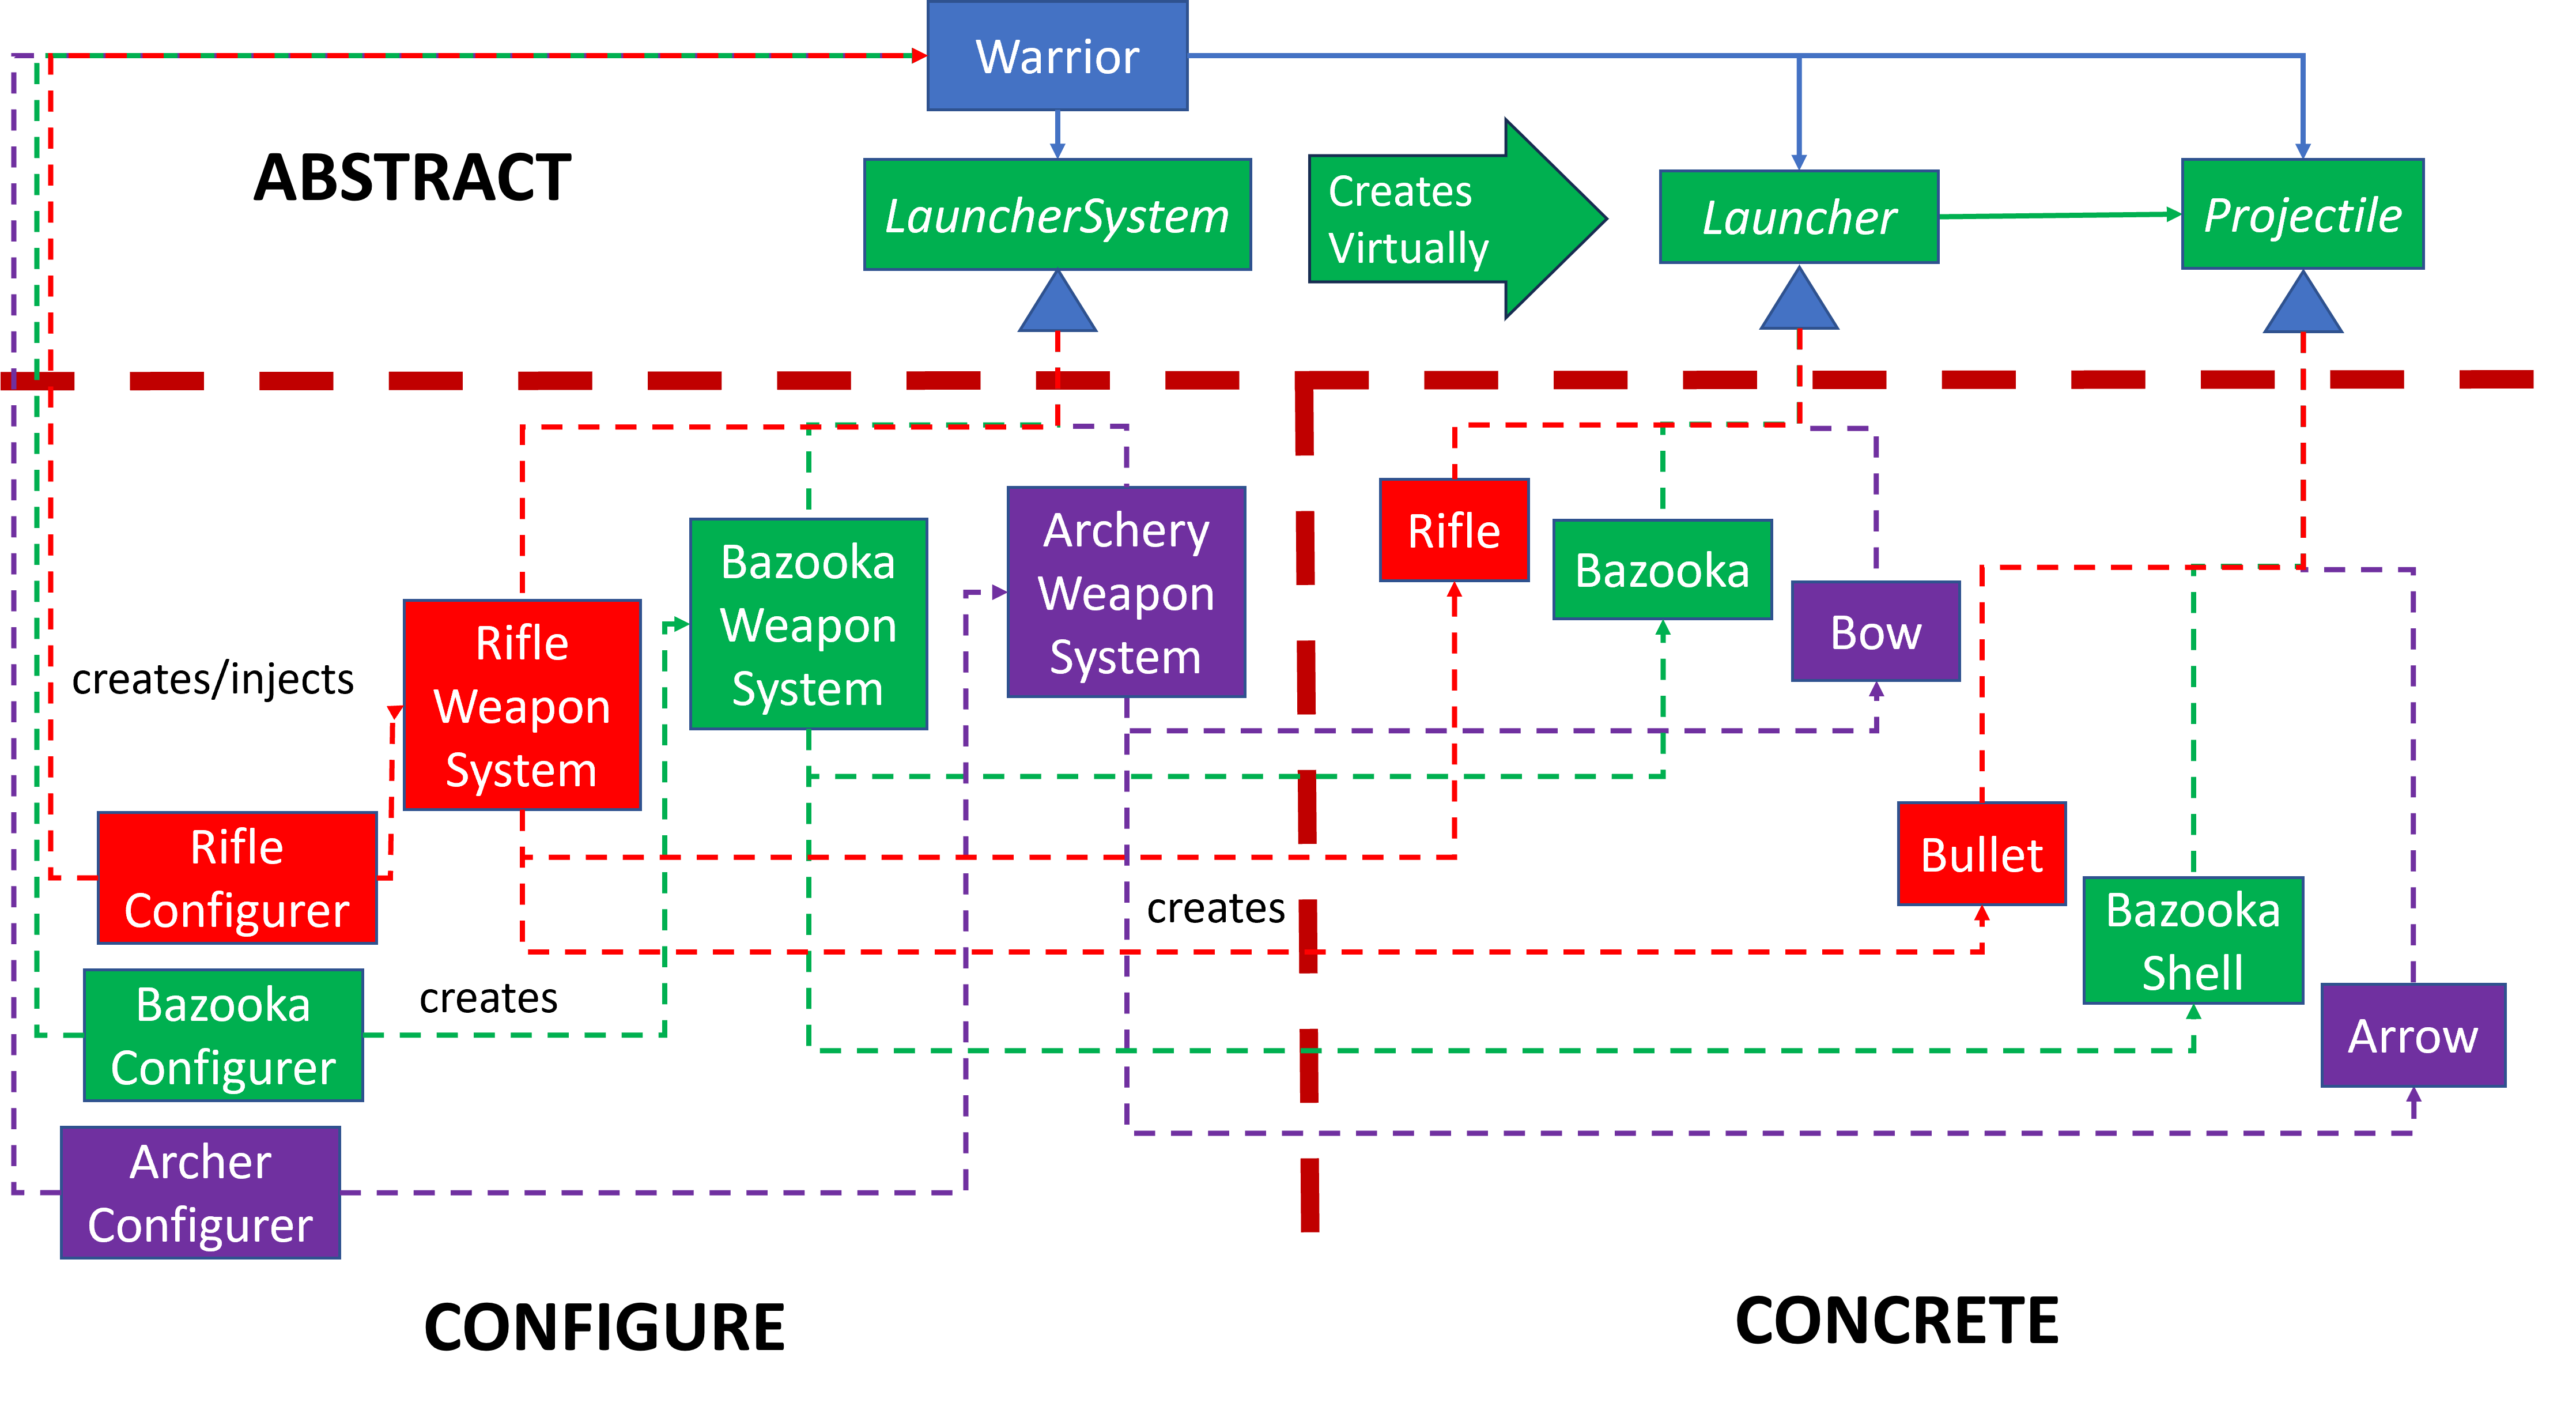 Warrior
ABSTRACT
LauncherSystem
Creates
Virtually
Launcher
Projectile
Rifle
Weapon
System
Bazooka
Weapon
System
Archery
Weapon
System
Rifle
Bazooka
Bow
creates/injects
Rifle
Configurer
Bullet
creates
Bazooka
Shell
Bazooka
Configurer
creates
Arrow
Archer
Configurer
CONFIGURE
CONCRETE